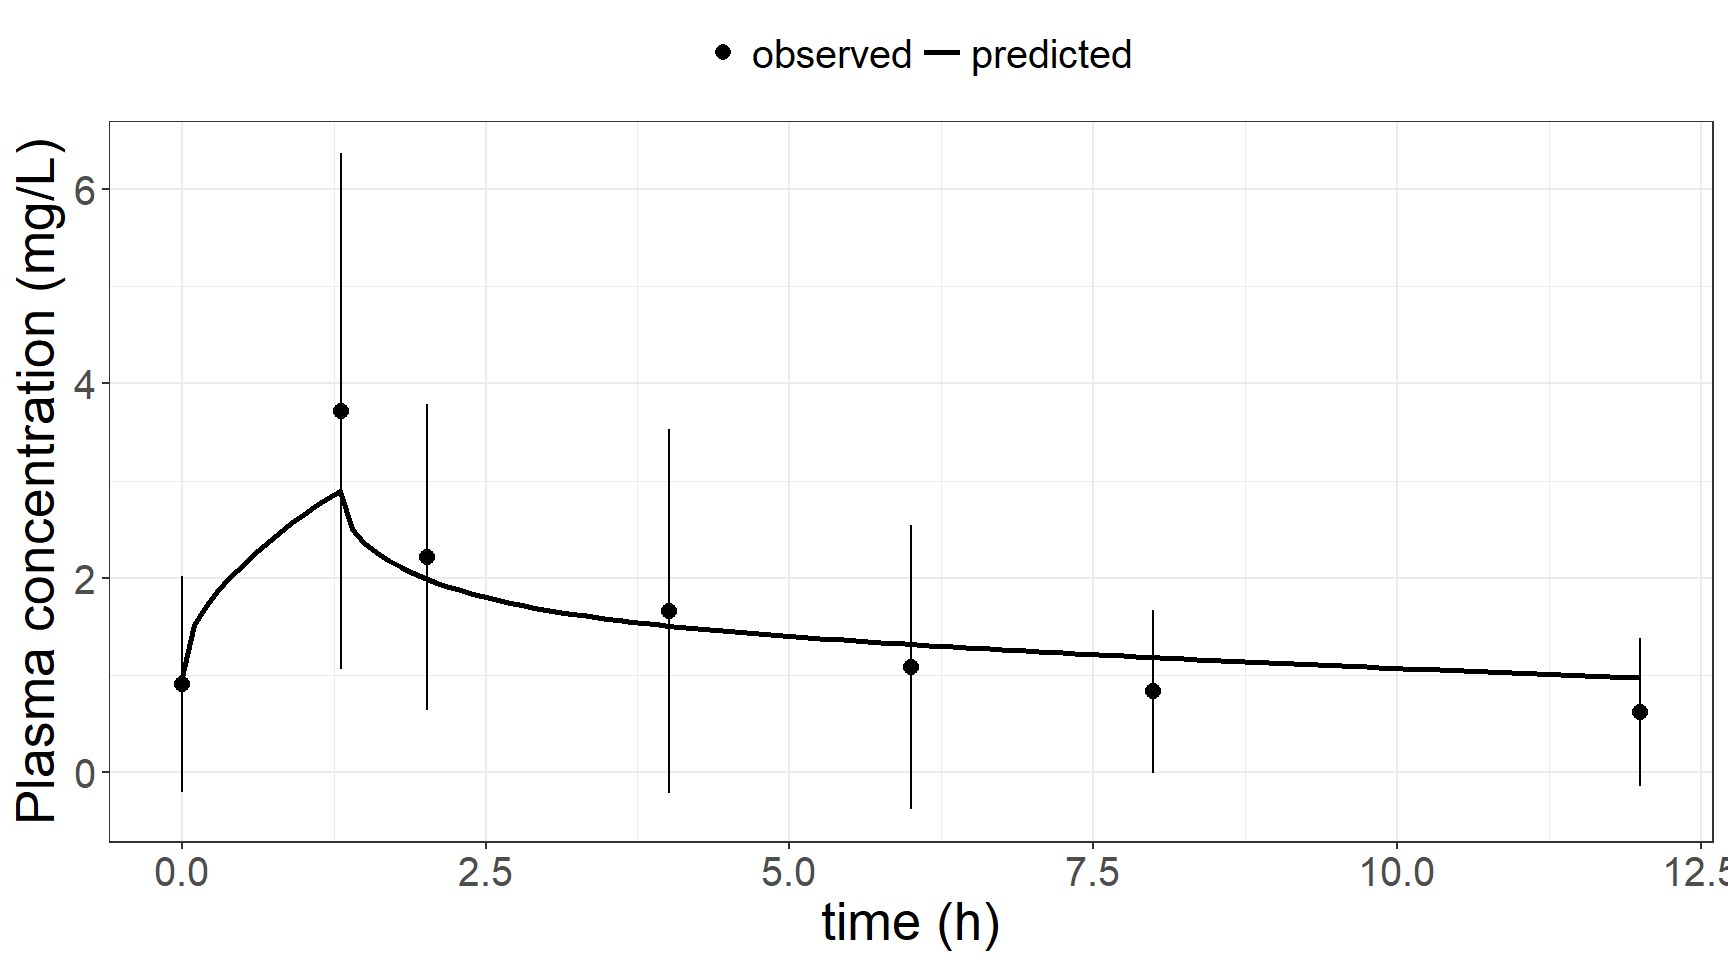 observed predicted
Plasma concentration (mg/L)
6
4
2
0
0.0 2.5 5.0 7.5 10.0 12.5
time (h)